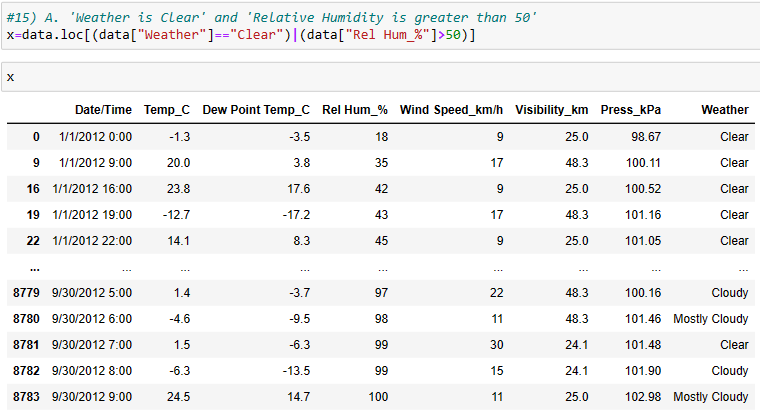 #15) A. 'Weather is Clear' and 'Relative Humidity is greater than 50'
x=data.loc[(data["Weather"]=="Clear")|(data["Rel Hum_%"]>50)]
x
Date/Time Temp_C Dew Point Temp_C Rel Hum_% Wind Speed_km/h Visibility_km Press_kPa Weather
0 1/1/2012 0:00 -1.3 -3.5 18 9 25.0 98.67 Clear
9 1/1/2012 9:00 20.0 3.8 35 17 48.3 100.11 Clear
16 1/1/2012 16:00 23.8 17.6 42 9 25.0 100.52 Clear
19 1/1/2012 19:00 -12.7 -17.2 43 17 48.3 101.16 Clear
22 1/1/2012 22:00 14.1 8.3 45 9 25.0 101.05 Clear
... ... ... ... ... ... ... ... ...
8779 9/30/2012 5:00 1.4 -3.7 97 22 48.3 100.16 Cloudy
8780 9/30/2012 6:00 -4.6 -9.5 98 11 48.3 101.46 Mostly Cloudy
8781 9/30/2012 7:00 1.5 -6.3 99 30 24.1 101.48 Clear
8782 9/30/2012 8:00 -6.3 -13.5 99 15 24.1 101.90 Cloudy
8783 9/30/2012 9:00 24.5 14.7 100 11 25.0 102.98 Mostly Cloudy